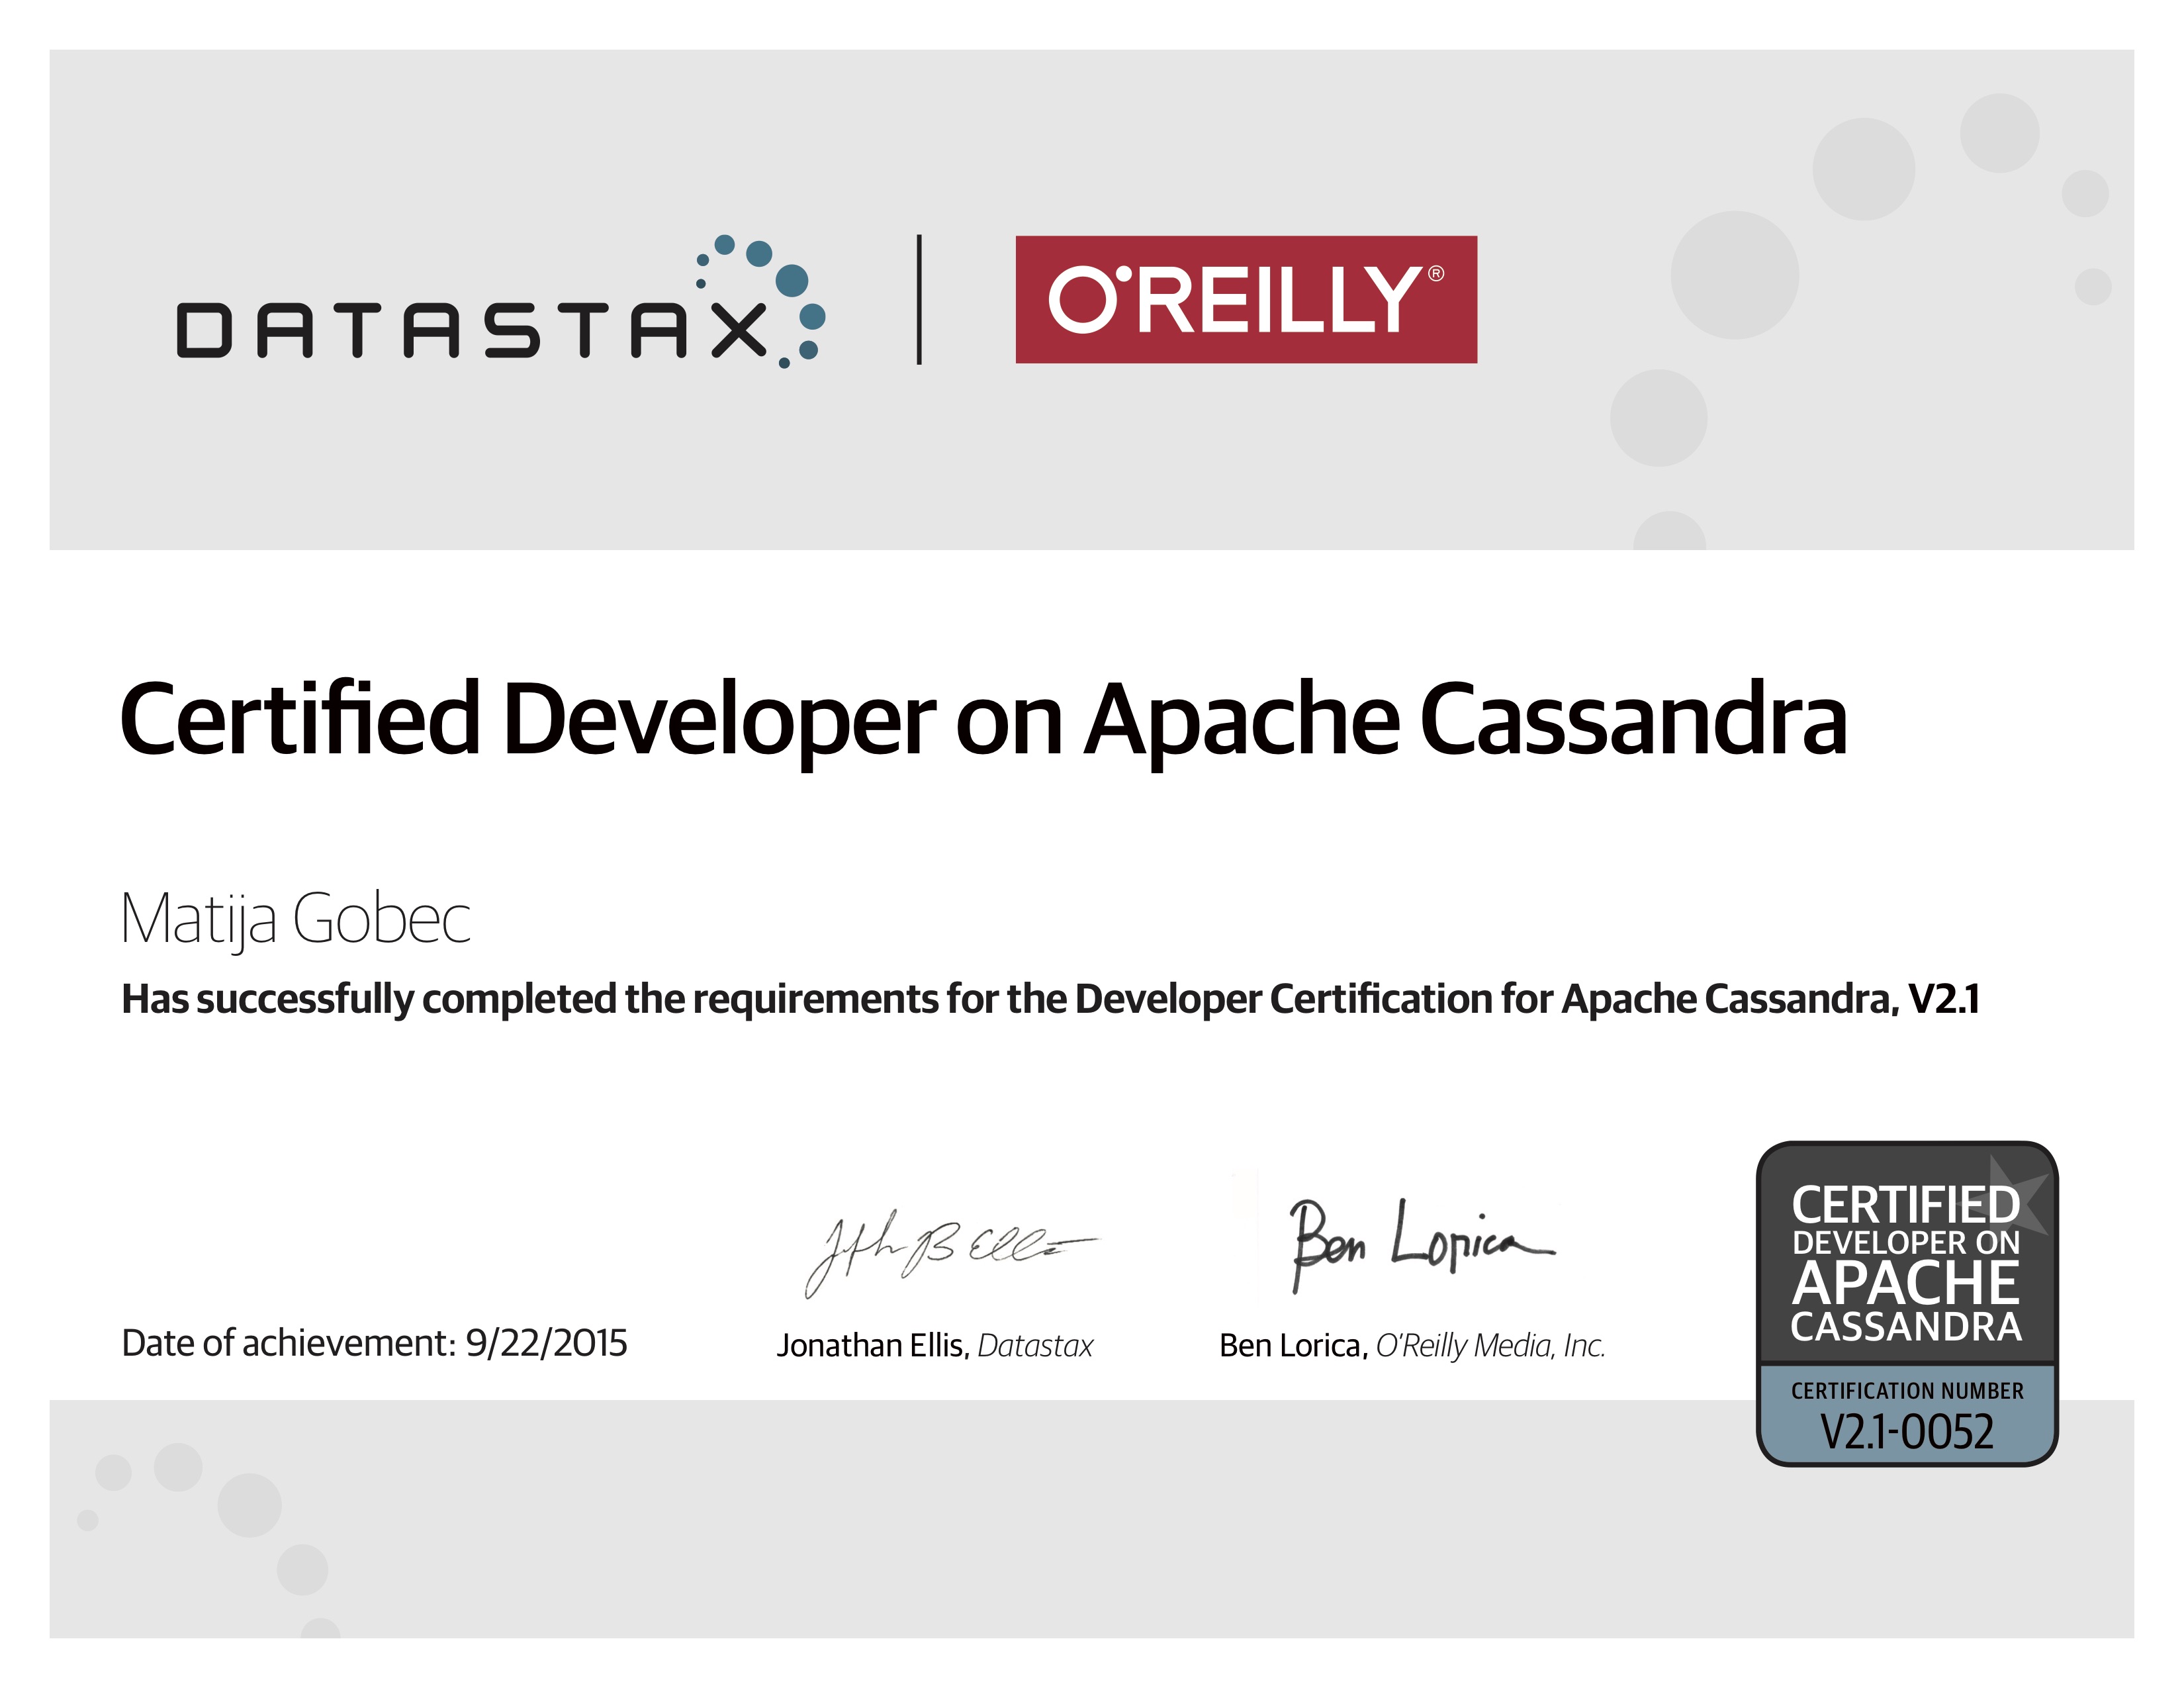 DATASTAX
O'REILLY®
Certified Developer on Apache Cassandra
Matija Gobec
Has successfully completed the requirements for the Developer Certification for Apache Cassandra, V2.1
Ben Lorica
Date of achievement: 9/22/2015
Jonathan Ellis, Datastax
Ben Lorica, O'Reilly Media, Inc.
CERTIFIED
DEVELOPER ON
APACHE
CASSANDRA
CERTIFICATION NUMBER
V2.1-0052